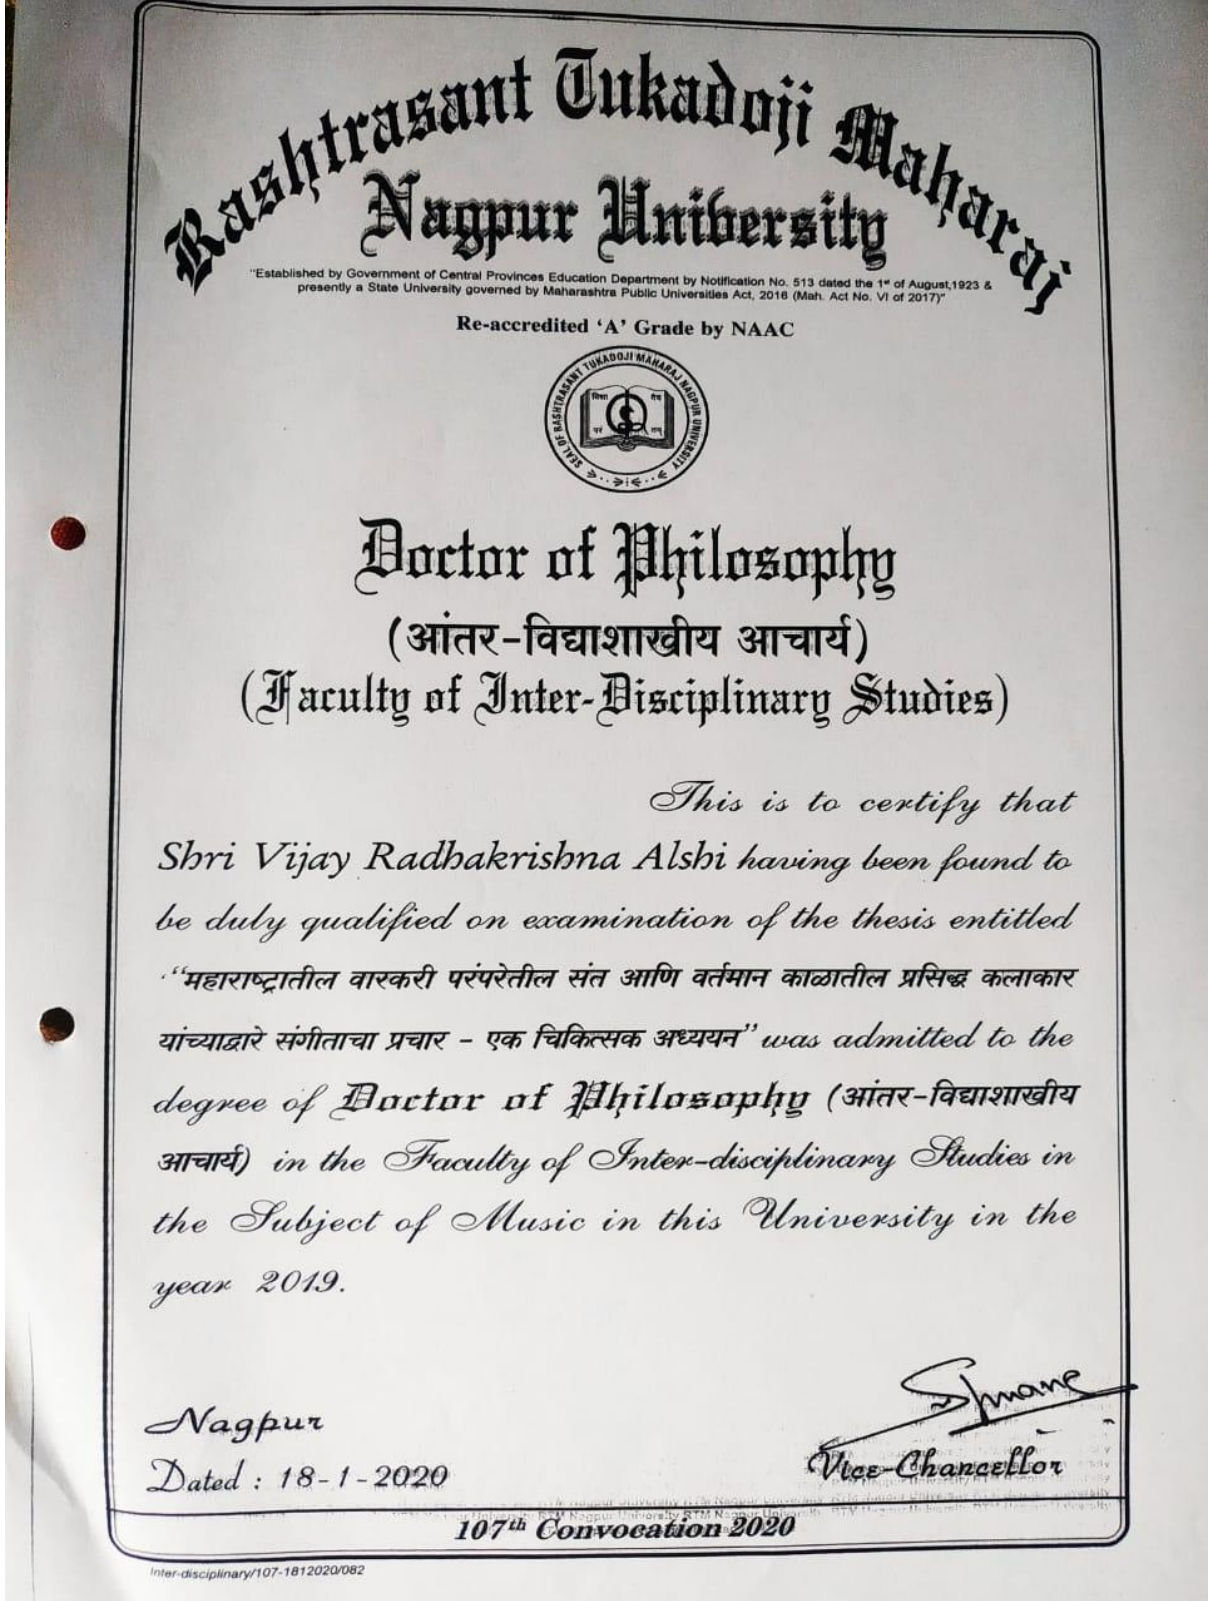 Rashtrasant Tukadoji Maharaj
Nagpur University
"Established by Government of Central Provinces Education Department by Notification No. 513 dated the 1st of August,1923 &
presently a State University governed by Maharashtra Public Universities Act, 2016 (Mah. Act No. VI of 2017)"
Re-accredited 'A' Grade by NAAC
SEAL OF RASHTRASANT TUKADOJI MAHARAJ NAGPUR UNIVERSITY
Doctor of Philosophy
(आंतर-विद्याशाखीय आचार्य)
(Faculty of Inter-Disciplinary Studies)
This is to certify that
Shri Vijay Radhakrishna Alshi having been found to
be duly qualified on examination of the thesis entitled
"महाराष्ट्रातील वारकरी परंपरेतील संत आणि वर्तमान काळातील प्रसिद्ध कलाकार
यांच्याद्वारे संगीताचा प्रचार - एक चिकित्सक अध्ययन" was admitted to the
degree of Doctor of Philosophy (आंतर-विद्याशाखीय
आचार्य) in the Faculty of Inter-disciplinary Studies in
the Subject of Music in this University in the
year 2019.
Nagpur
Vice-Chancellor
Dated : 18-1-2020
107th Convocation 2020
Inter-disciplinary/107-1812020/082